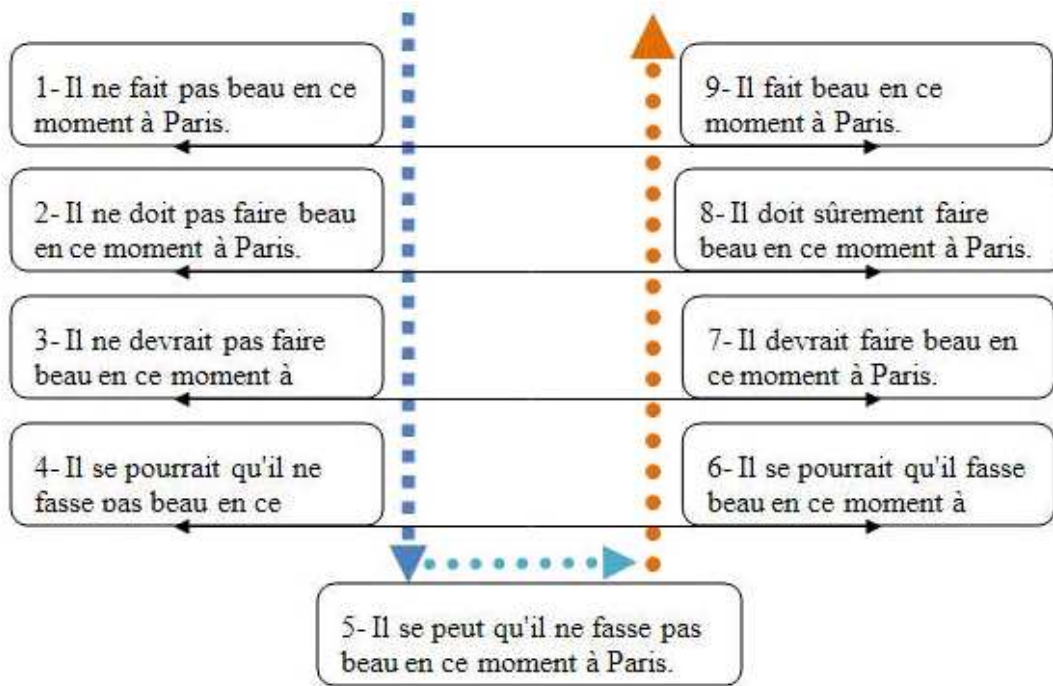 1- Il ne fait pas beau en ce
moment à Paris.
2- Il ne doit pas faire beau
en ce moment à Paris.
3- Il ne devrait pas faire
beau en ce moment à
4- Il se pourrait qu'il ne
fasse pas beau en ce
5- Il se peut qu'il ne fasse pas
beau en ce moment à Paris.
6- Il se pourrait qu'il fasse
beau en ce moment à
7- Il devrait faire beau en
ce moment à Paris.
8- Il doit sûrement faire
beau en ce moment à Paris.
9- Il fait beau en ce
moment à Paris.